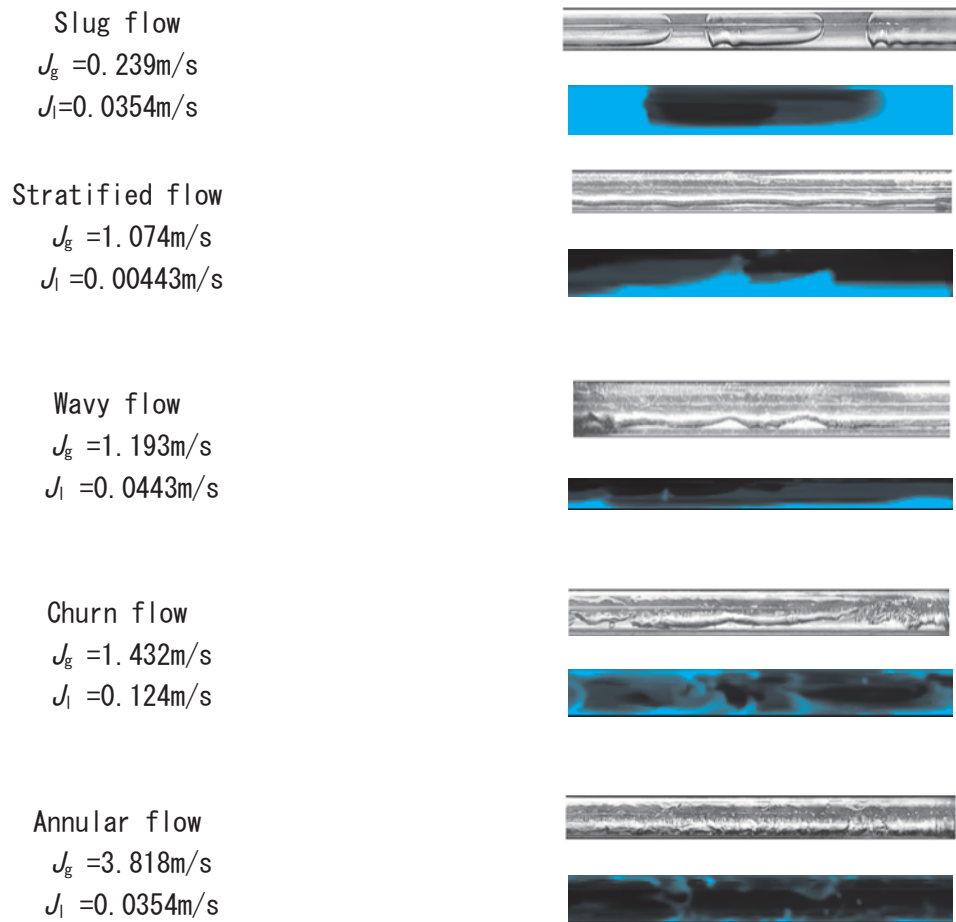 Slug flow
Jg =0.239m/s
Jl=0.0354m/s
Stratified flow
Jg =1.074m/s
Jl =0.00443m/s
Wavy flow
Jg =1.193m/s
Jl =0.0443m/s
Churn flow
Jg =1.432m/s
Jl =0.124m/s
Annular flow
Jg =3.818m/s
Jl =0.0354m/s